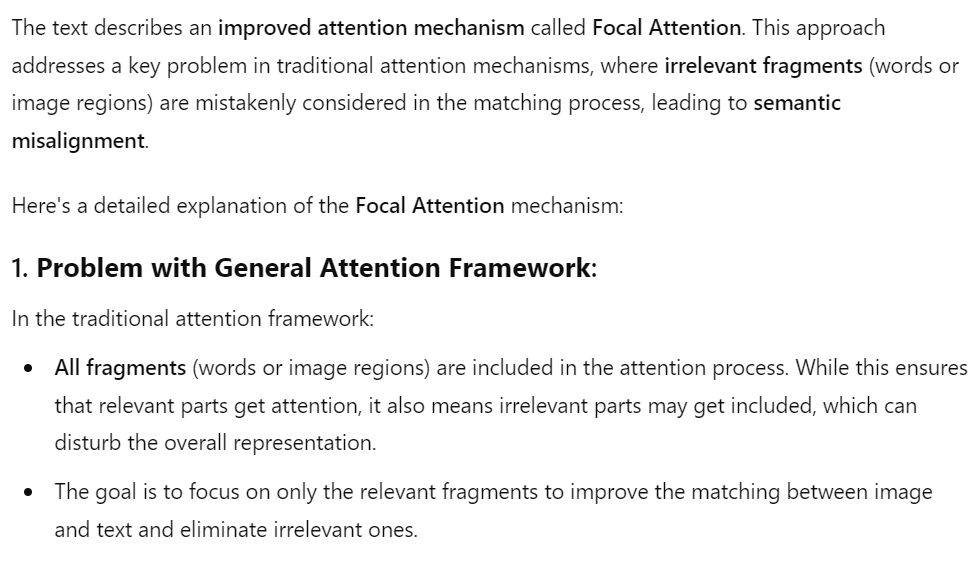 The text describes an improved attention mechanism called Focal Attention. This approach
addresses a key problem in traditional attention mechanisms, where irrelevant fragments (words or
image regions) are mistakenly considered in the matching process, leading to semantic
misalignment.
Here's a detailed explanation of the Focal Attention mechanism:
1. Problem with General Attention Framework:
In the traditional attention framework:
• All fragments (words or image regions) are included in the attention process. While this ensures
that relevant parts get attention, it also means irrelevant parts may get included, which can
disturb the overall representation.
• The goal is to focus on only the relevant fragments to improve the matching between image
and text and eliminate irrelevant ones.